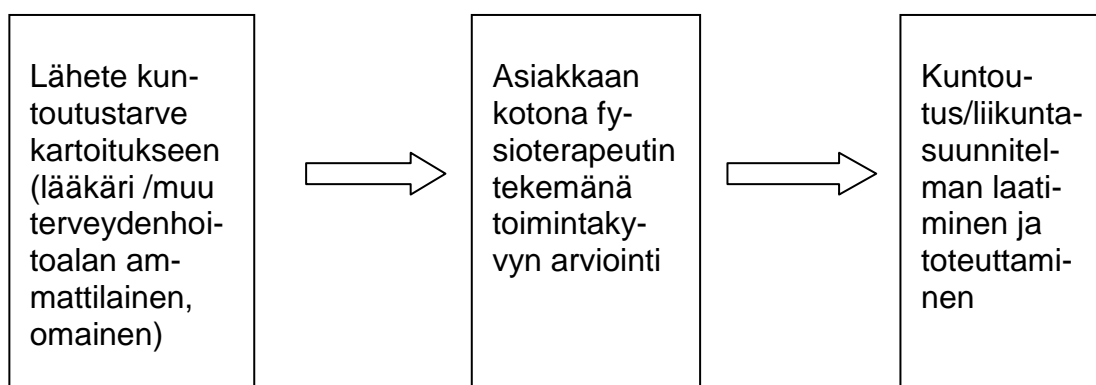 Lähete kun-
toutustarve
kartoitukseen
(lääkäri /muu
terveydenhoi-
toalan am-
mattilainen,
omainen)
Asiakkaan
kotona fy-
sioterapeutin
tekemänä
toimintaky-
vyn arviointi
Kuntou-
tus/liikunta-
suunnitel-
man laati-
minen ja
toteuttami-
nen